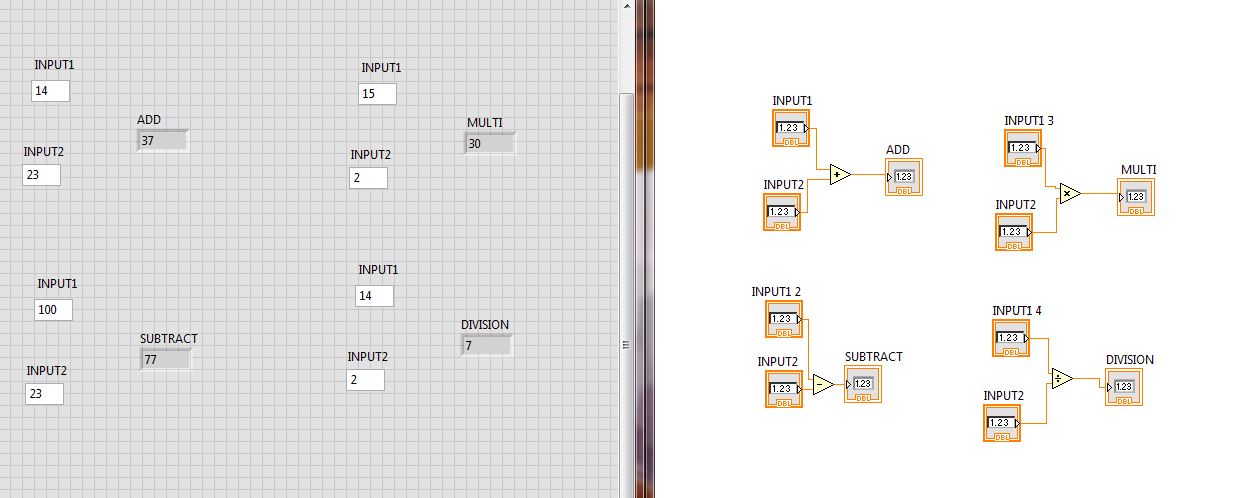 INPUT1
14
ADD
37
INPUT2
23
INPUT1
15
MULTI
30
INPUT2
2
INPUT1
100
SUBTRACT
77
INPUT2
23
INPUT1
14
DIVISION
7
INPUT2
2
INPUT1
1.23
DBL
ADD
1.23
DBL
+
INPUT2
1.23
DBL
INPUT1 3
1.23
DBL
MULTI
1.23
DBL
×
INPUT2
1.23
DBL
INPUT1 2
1.23
DBL
SUBTRACT
1.23
DBL
-
INPUT2
1.23
DBL
INPUT1 4
1.23
DBL
DIVISION
1.23
DBL
÷
INPUT2
1.23
DBL